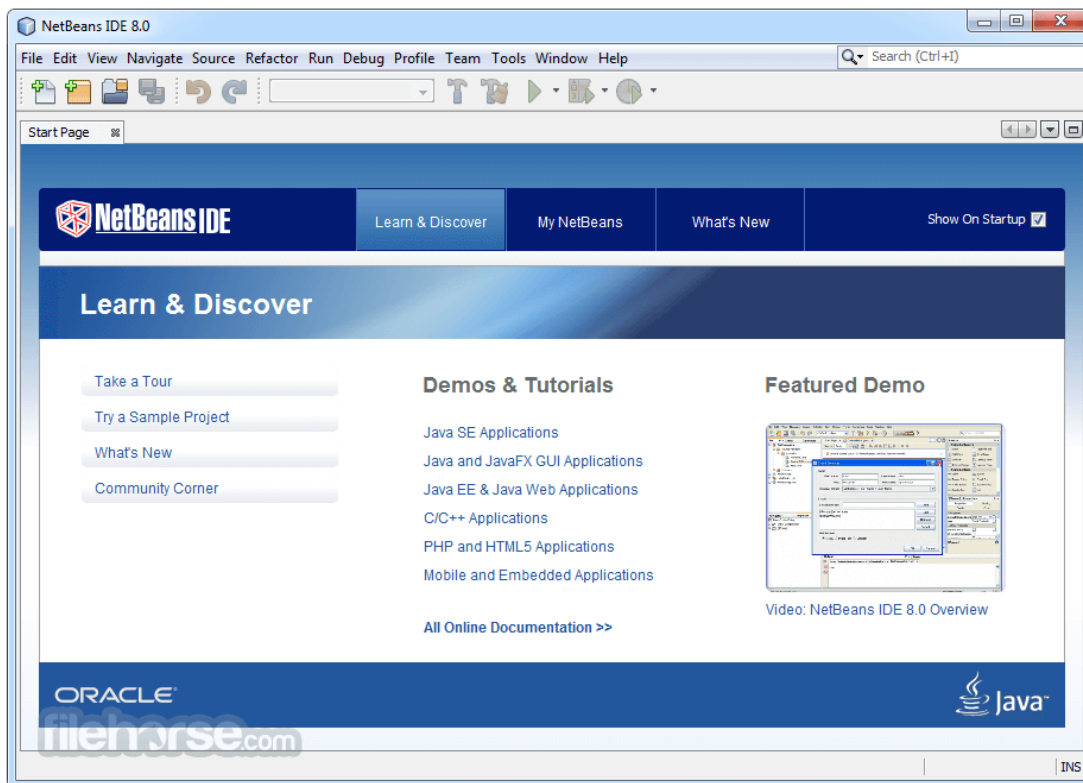 NetBeans IDE 8.0
File Edit View Navigate Source Refactor Run Debug Profile Team Tools Window Help
Search (Ctrl+I)
Start Page
NetBeans IDE
Learn & Discover
My NetBeans
What's New
Show On Startup
Learn & Discover
Take a Tour
Try a Sample Project
What's New
Community Corner
Demos & Tutorials
Java SE Applications
Java and JavaFX GUI Applications
Java EE & Java Web Applications
C/C++ Applications
PHP and HTML5 Applications
Mobile and Embedded Applications
All Online Documentation >>
Featured Demo
Video: NetBeans IDE 8.0 Overview
ORACLE
Java™
filehorse.com
INS